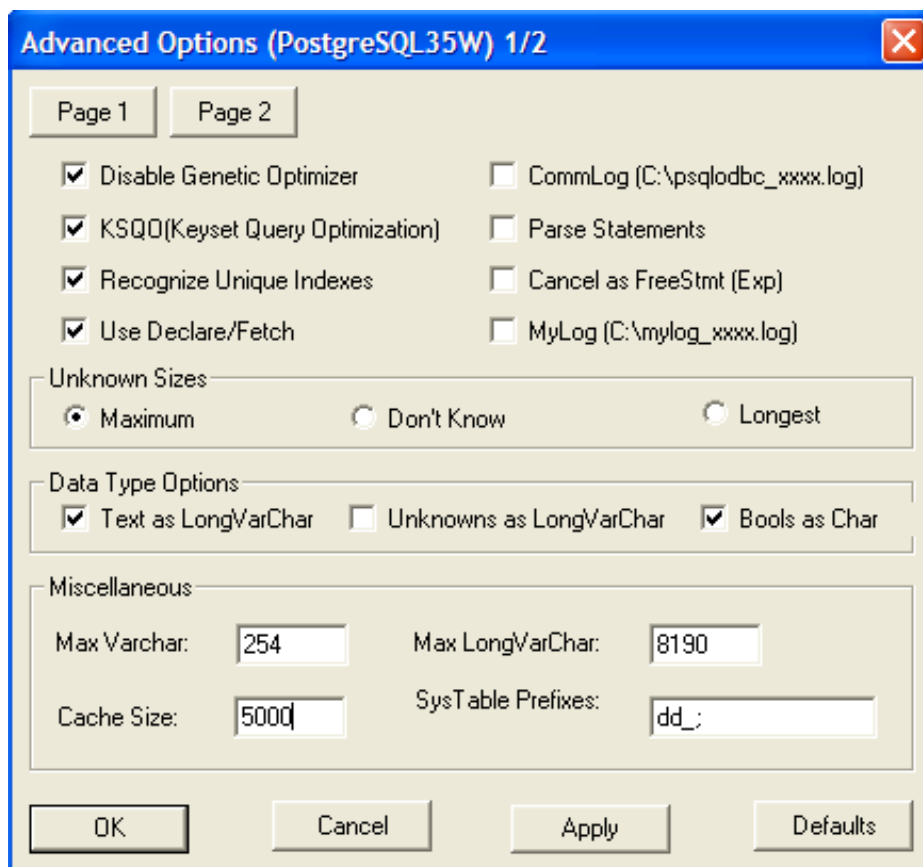 Advanced Options (PostgreSQL35W) 1/2
Page 1 Page 2
Disable Genetic Optimizer CommLog (C:\psqlodbc_xxxx.log)
KSQO(Keyset Query Optimization) Parse Statements
Recognize Unique Indexes Cancel as FreeStmt (Exp)
Use Declare/Fetch MyLog (C:\mylog_xxxx.log)
Unknown Sizes
Maximum Don't Know Longest
Data Type Options
Text as LongVarChar Unknowns as LongVarChar Bools as Char
Miscellaneous
Max Varchar: 254 Max LongVarChar: 8190
Cache Size: 5000 SysTable Prefixes: dd_;
OK Cancel Apply Defaults